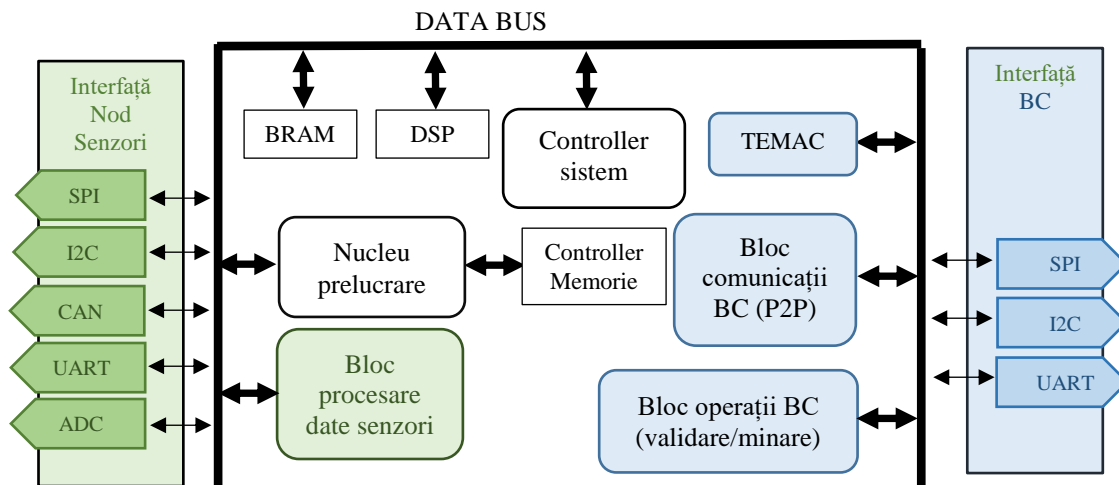 DATA BUS
Interfață
Nod
Senzori
SPI
I2C
CAN
UART
ADC
BRAM
DSP
Controller
sistem
TEMAC
Nucleu
prelucrare
Controller
Memorie
Bloc
comunicații
BC (P2P)
Bloc
procesare
date senzori
Bloc operații BC
(validare/minare)
Interfață
BC
SPI
I2C
UART